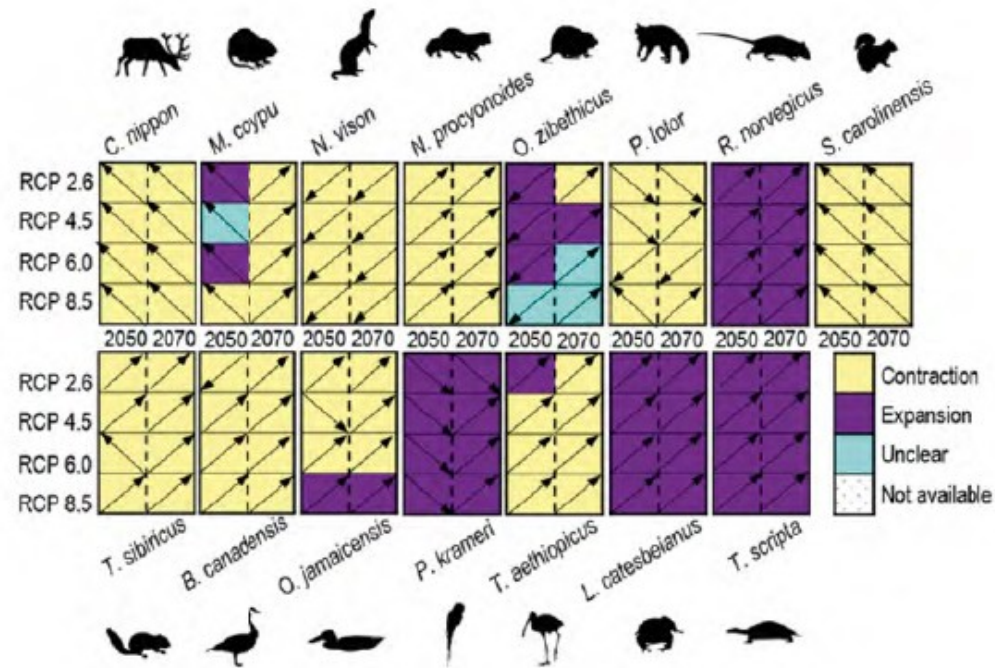 C. nippon M. coypu N. vison N. procyonoides O. zibethicus P. lotor R. norvegicus S. carolinensis
RCP 2.6
RCP 4.5
RCP 6.0
RCP 8.5
2050 2070 2050 2070 2050 2070 2050 2070 2050 2070 2050 2070 2050 2070 2050 2070
RCP 2.6
RCP 4.5
RCP 6.0
RCP 8.5
Contraction
Expansion
Unclear
Not available
T. sibiricus B. canadensis O. jamaicensis P. krameri T. aethiopicus L. catesbeianus T. scripta